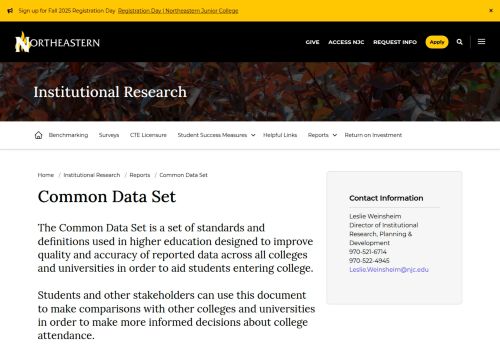 Sign up for Fall 2025 Registration Day Registration Day | Northeastern Junior College ×
NORTHEASTERN
GIVE ACCESS NJC REQUEST INFO Apply
Institutional Research
Benchmarking Surveys CTE Licensure Student Success Measures Helpful Links Reports Return on Investment
Home / Institutional Research / Reports / Common Data Set
Common Data Set
The Common Data Set is a set of standards and
definitions used in higher education designed to improve
quality and accuracy of reported data across all colleges
and universities in order to aid students entering college.
Students and other stakeholders can use this document
to make comparisons with other colleges and universities
in order to make more informed decisions about college
attendance.
Contact Information
Leslie Weinsheim
Director of Institutional
Research, Planning &
Development
970-521-6714
970-522-4945
Leslie.Weinsheim@njc.edu